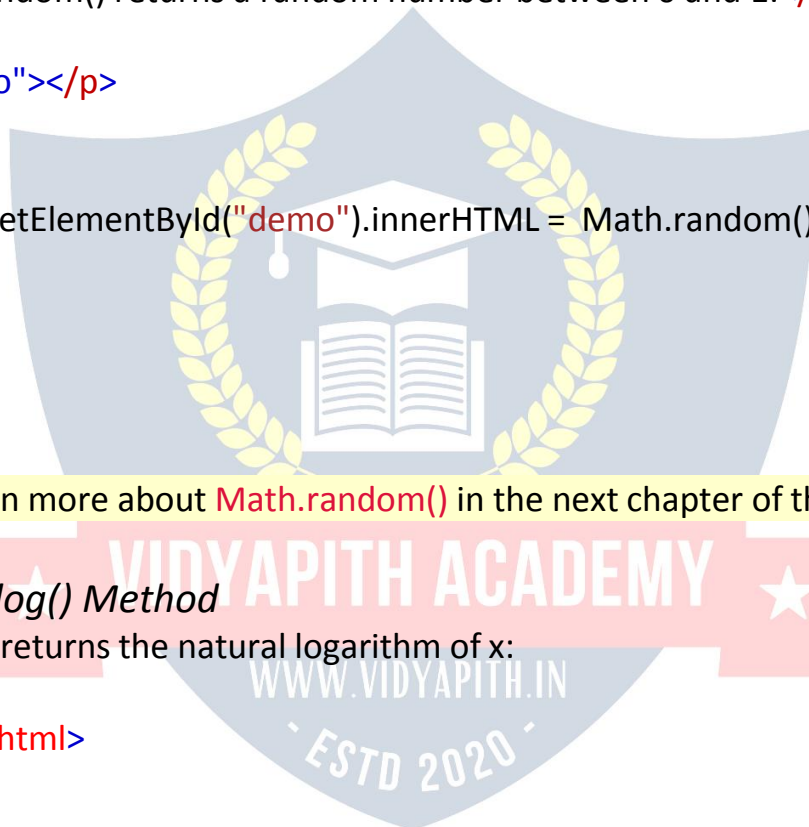 ndom() returns a random number between 0 and 1.
o"></p>
etElementById("demo").innerHTML = Math.random()
n more about Math.random() in the next chapter of th
VIDYAPITH ACADEMY
log() Method
returns the natural logarithm of x:
WWW.VIDYAPITH.IN
html>
- ESTD 2020 -